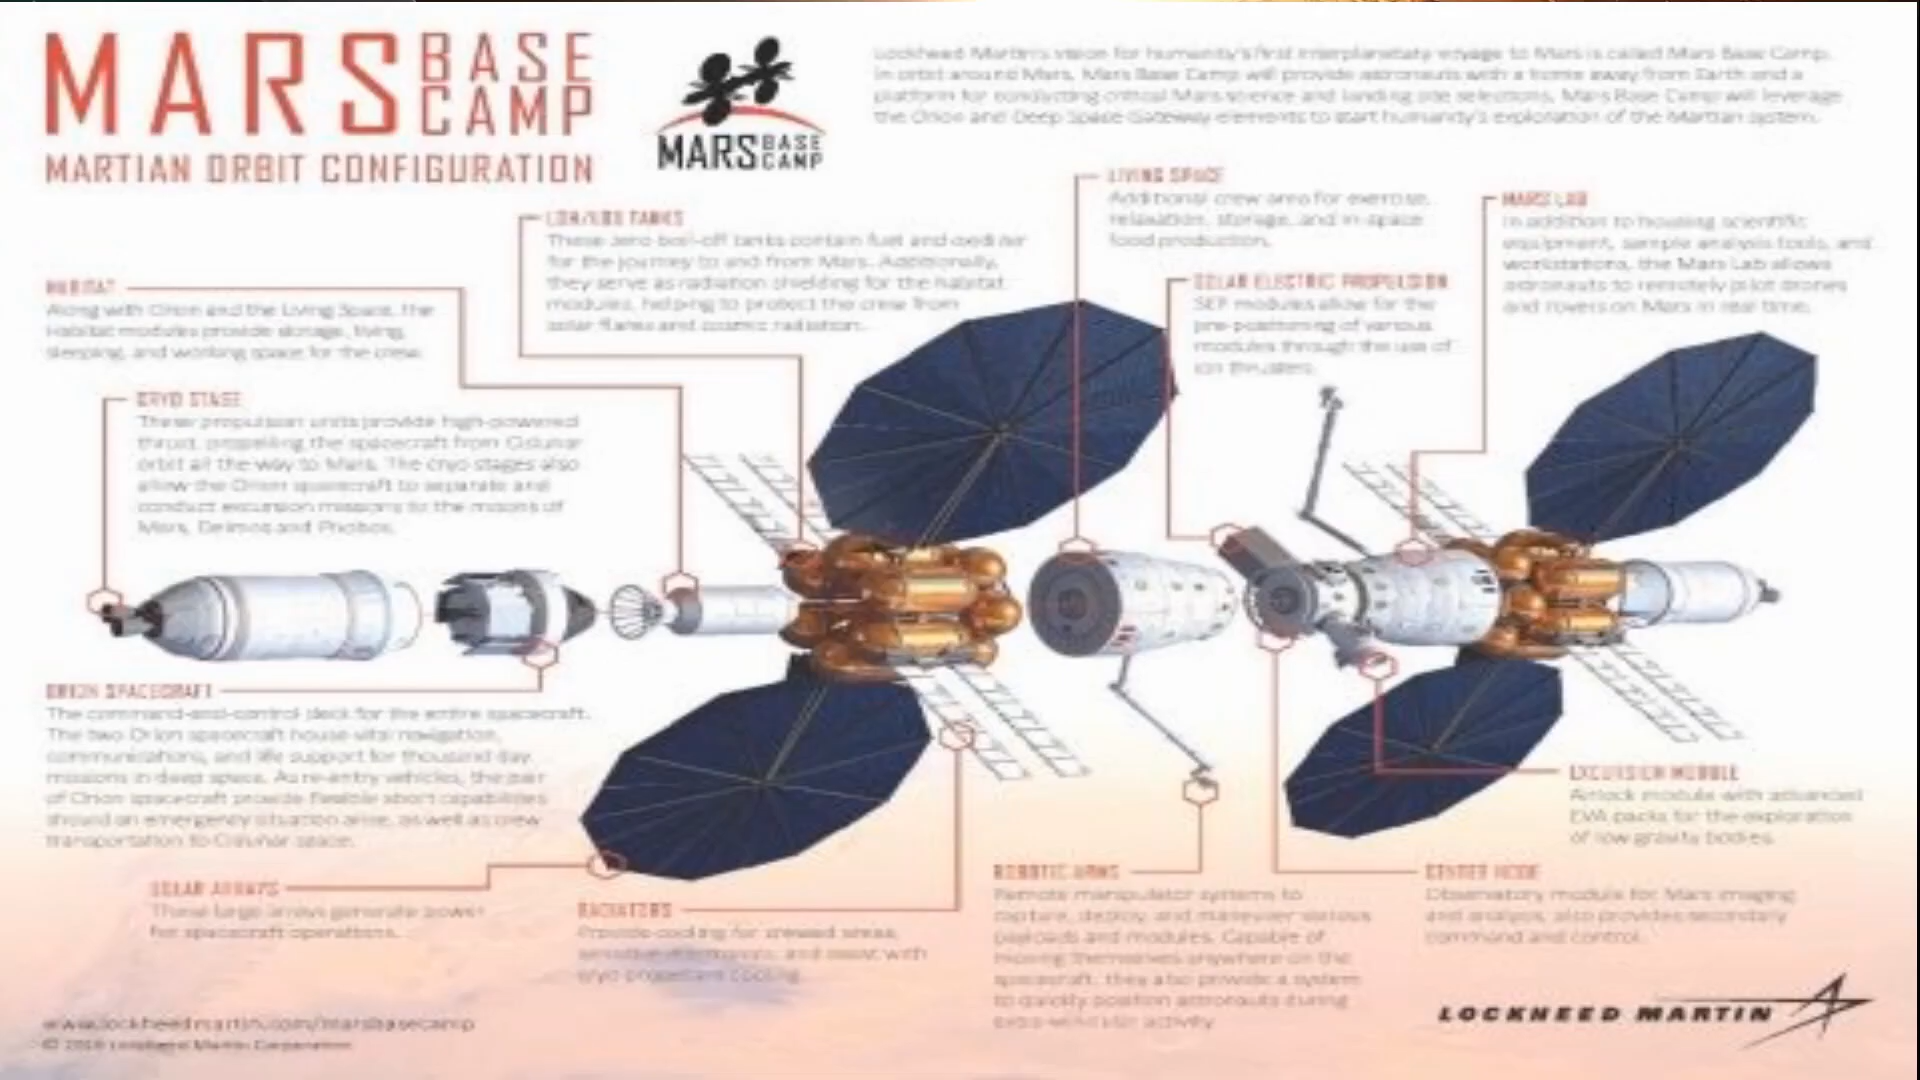 MARS BASE CAMP
MARTIAN ORBIT CONFIGURATION
MARS BASE CAMP
Lockheed Martin's vision for humanity's first interplanetary voyage to Mars is called Mars Base Camp.
In orbit around Mars, Mars Base Camp will provide astronauts with a home away from Earth and a
platform for conducting critical Mars science and landing site selections. Mars Base Camp will leverage
the Orion and Deep Space Gateway elements to start humanity's exploration of the Martian system.
LIVING SPACE
Additional crew area for exercise,
relaxation, storage, and in-space
food production.
MARS LAB
In addition to housing scientific
equipment, sample analysis tools, and
workstations, the Mars Lab allows
astronauts to remotely pilot drones
and rovers on Mars in real time.
TANKS
These zero boil-off tanks contain fuel and oxidizer
for the journey to and from Mars. Additionally,
they serve as radiation shielding for the habitat
modules, helping to protect the crew from
solar flares and cosmic radiation.
SOLAR ELECTRIC PROPULSION
SEP modules allow for the
pre-positioning of various
modules through the use of
ion thrusters.
HABITAT
Along with Orion and the Living Space, the
Habitat modules provide storage, living,
sleeping, and working space for the crew.
CRYO STAGE
These propulsion units provide high-powered
thrust, propelling the spacecraft from Cislunar
orbit all the way to Mars. The cryo stages also
allow the Orion spacecraft to separate and
conduct excursion missions to the moons of
Mars, Deimos and Phobos.
ORION SPACECRAFT
The command-and-control deck for the entire spacecraft.
The two Orion spacecraft house vital navigation,
communications, and life support for thousand day
missions in deep space. As re-entry vehicles, the pair
of Orion spacecraft provide flexible abort capabilities
should an emergency situation arise, as well as crew
transportation to Cislunar space.
SOLAR ARRAYS
These large arrays generate power
for spacecraft operations.
RADIATORS
Provide cooling for crewed areas,
sensitive electronics, and assist with
cryo propellant cooling.
ROBOTIC ARMS
Remote manipulator systems to
capture, deploy, and maneuver various
payloads and modules. Capable of
moving themselves anywhere on the
spacecraft, they also provide a system
to quickly position astronauts during
extra-vehicular activity.
EXCURSION MODULE
Airlock module with advanced
EVA packs for the exploration
of low gravity bodies.
CENTER NODE
Observatory module for Mars imaging
and analysis, also provides secondary
command and control.
www.lockheedmartin.com/marsbasecamp
© Lockheed Martin Corporation
LOCKHEED MARTIN